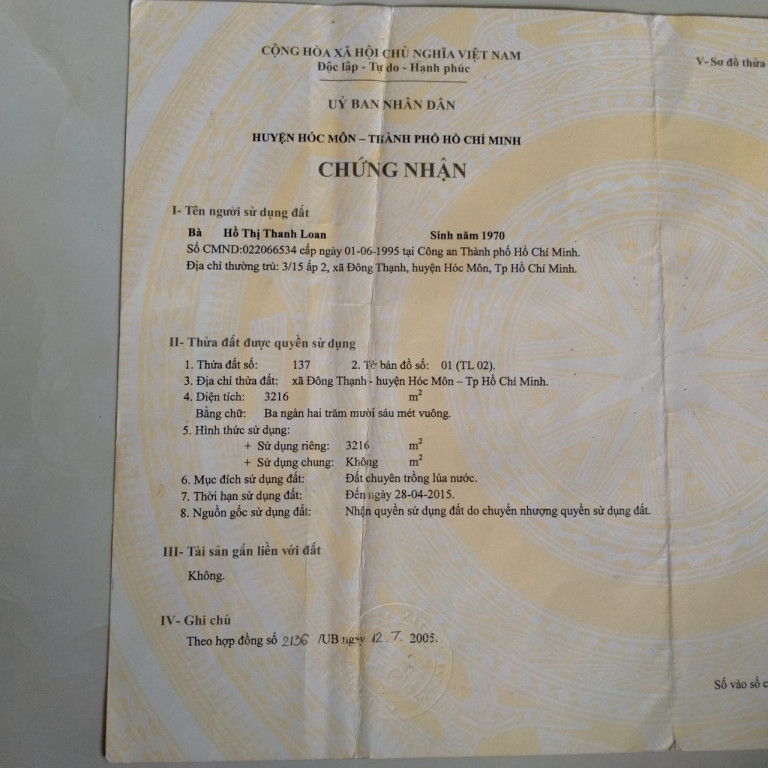 CỘNG HÒA XÃ HỘI CHỦ NGHĨA VIỆT NAM
Độc lập - Tự do - Hạnh phúc
UỶ BAN NHÂN DÂN
HUYỆN HÓC MÔN – THÀNH PHỐ HỒ CHÍ MINH
CHỨNG NHẬN
I- Tên người sử dụng đất
Bà Hồ Thị Thanh Loan Sinh năm 1970
Số CMND:022066534 cấp ngày 01-06-1995 tại Công an Thành phố Hồ Chí Minh.
Địa chỉ thường trú: 3/15 ấp 2, xã Đông Thạnh, huyện Hóc Môn, Tp Hồ Chí Minh.
II- Thửa đất được quyền sử dụng
1. Thửa đất số: 137 2. Tờ bản đồ số: 01 (TL 02).
3. Địa chỉ thửa đất: xã Đông Thạnh - huyện Hóc Môn – Tp Hồ Chí Minh.
4. Diện tích: 3216 m²
Bằng chữ: Ba ngàn hai trăm mười sáu mét vuông.
5. Hình thức sử dụng:
+ Sử dụng riêng: 3216 m²
+ Sử dụng chung: Không m²
6. Mục đích sử dụng đất: Đất chuyên trồng lúa nước.
7. Thời hạn sử dụng đất: Đến ngày 28-04-2015.
8. Nguồn gốc sử dụng đất: Nhận quyền sử dụng đất do chuyển nhượng quyền sử dụng đất.
III- Tài sản gắn liền với đất
Không.
IV- Ghi chú
Theo hợp đồng số 2136 /UB ngày 12.7. 2005.
V- Sơ đồ thửa
Số vào sổ c